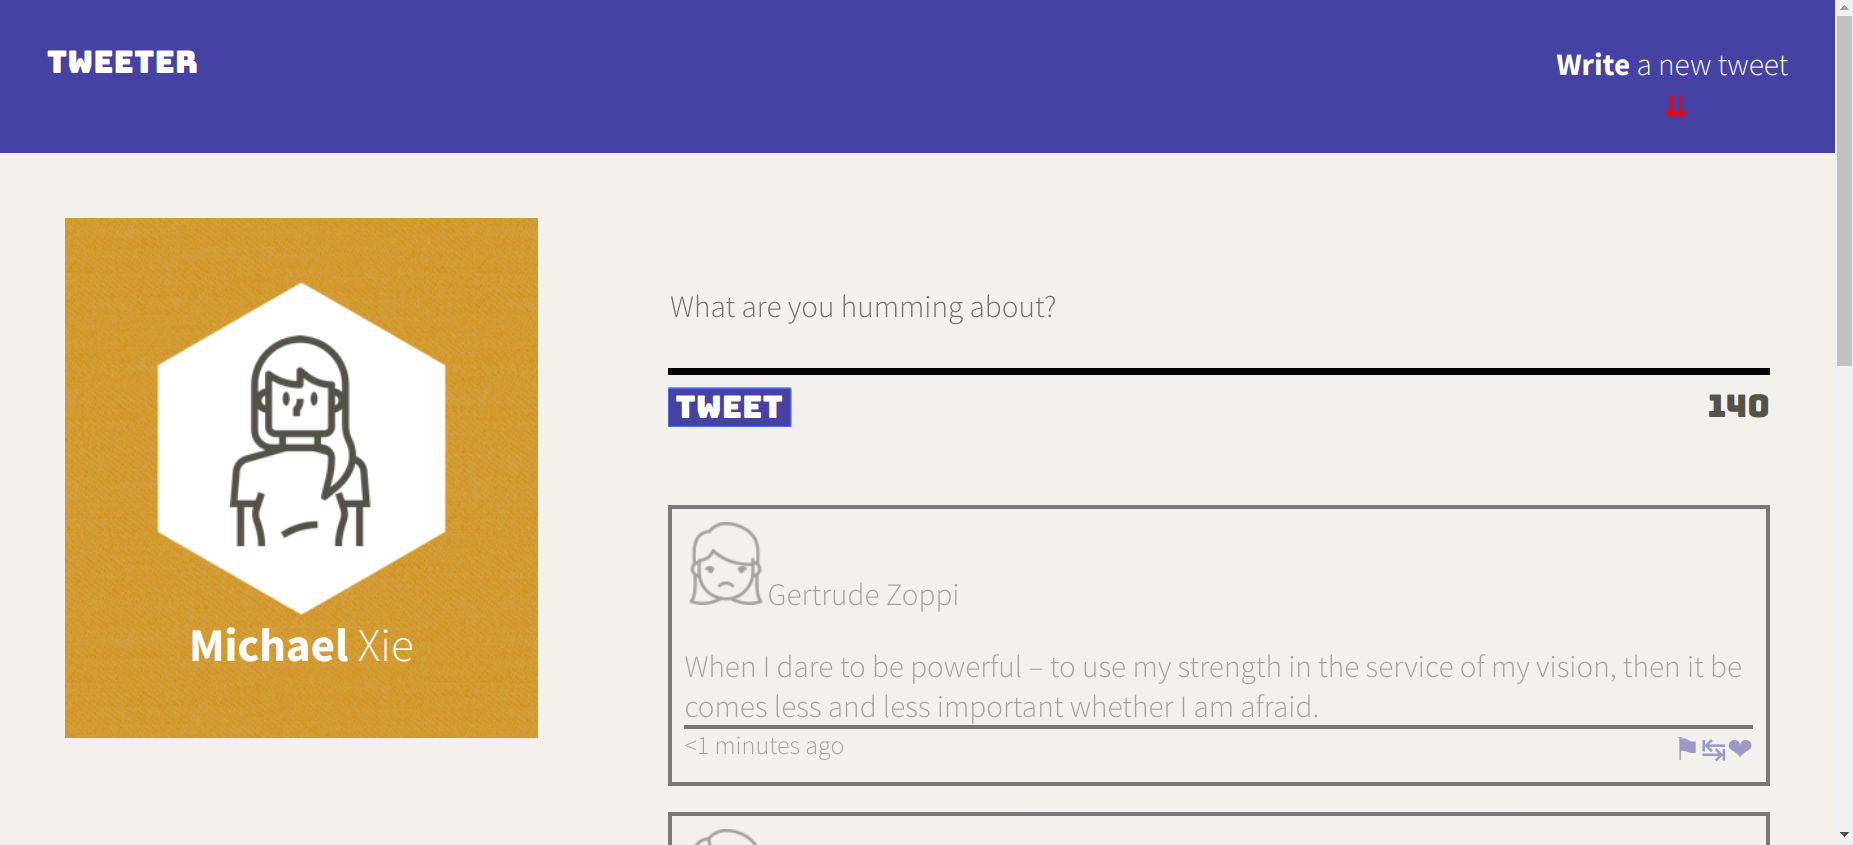 TWEETER
Write a new tweet
⇊
Michael Xie
What are you humming about?
TWEET
140
Gertrude Zoppi
When I dare to be powerful – to use my strength in the service of my vision, then it be
comes less and less important whether I am afraid.
<1 minutes ago
⚑↹❤